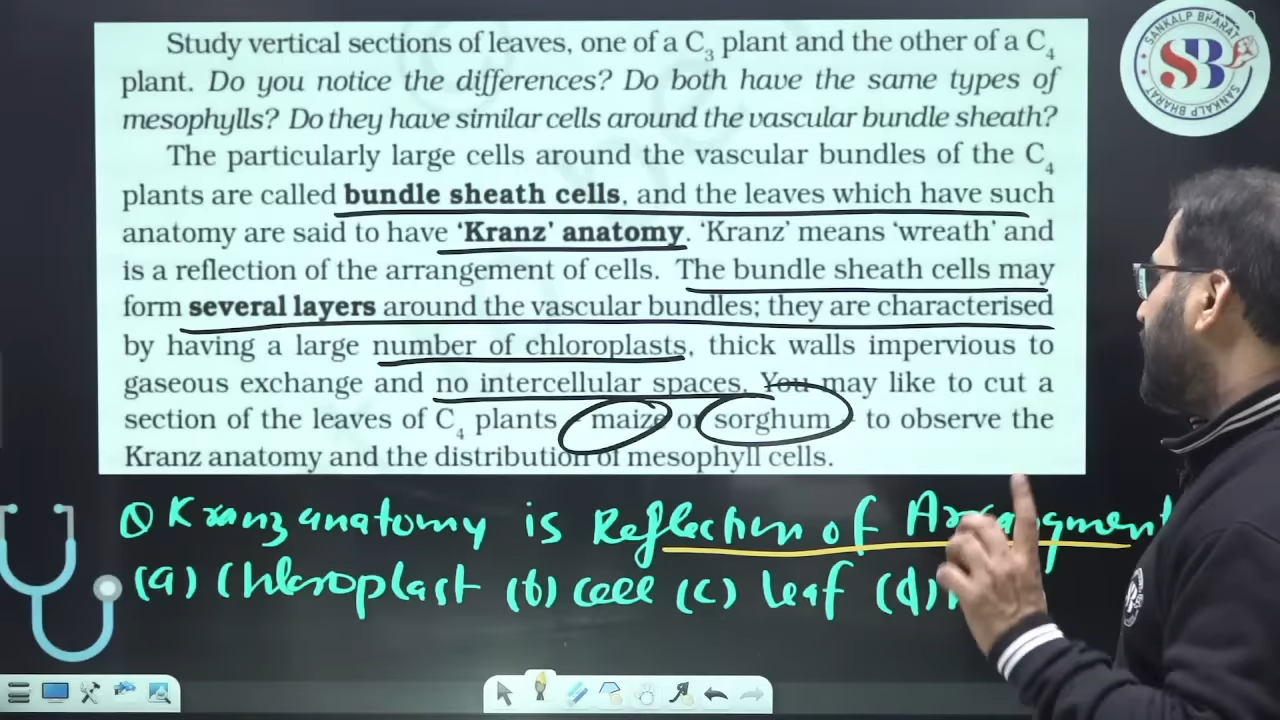 SANKALP BHARAT
SB
SANKALP BHARAT
Study vertical sections of leaves, one of a C3 plant and the other of a C4
plant. Do you notice the differences? Do both have the same types of
mesophylls? Do they have similar cells around the vascular bundle sheath?
The particularly large cells around the vascular bundles of the C4
plants are called bundle sheath cells, and the leaves which have such
anatomy are said to have 'Kranz' anatomy. 'Kranz' means 'wreath' and
is a reflection of the arrangement of cells. The bundle sheath cells may
form several layers around the vascular bundles; they are characterised
by having a large number of chloroplasts, thick walls impervious to
gaseous exchange and no intercellular spaces. You may like to cut a
section of the leaves of C4 plants – maize or sorghum – to observe the
Kranz anatomy and the distribution of mesophyll cells.
Q Kranz anatomy is Reflection of Arrangment
(a) Chloroplast (b) cell (c) leaf (d)